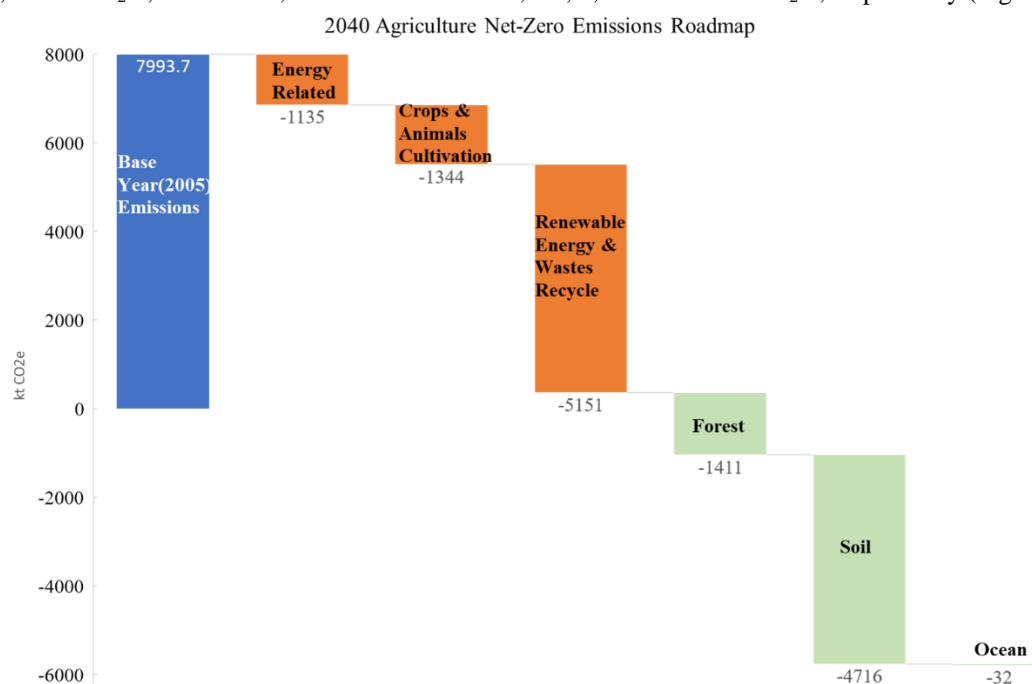 2040 Agriculture Net-Zero Emissions Roadmap
8000
7993.7
Energy
Related
-1135
Crops &
Animals
Cultivation
-1344
6000
Base
Year(2005)
Emissions
Renewable
Energy &
Wastes
Recycle
-5151
4000
2000
kt CO2e
0
Forest
-1411
-2000
-4000
Soil
-4716
Ocean
-32
-6000